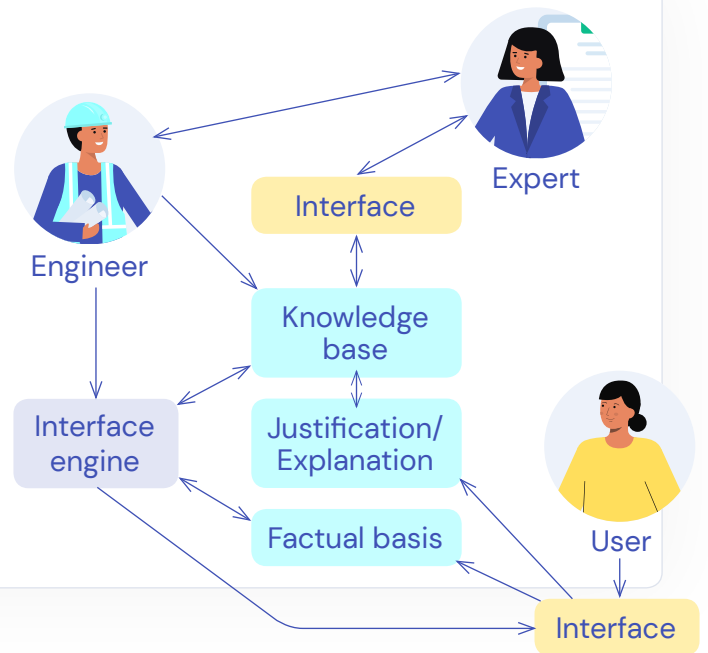 Expert
Interface
Engineer
Knowledge
base
Interface
engine
Justification/
Explanation
Factual basis
User
Interface